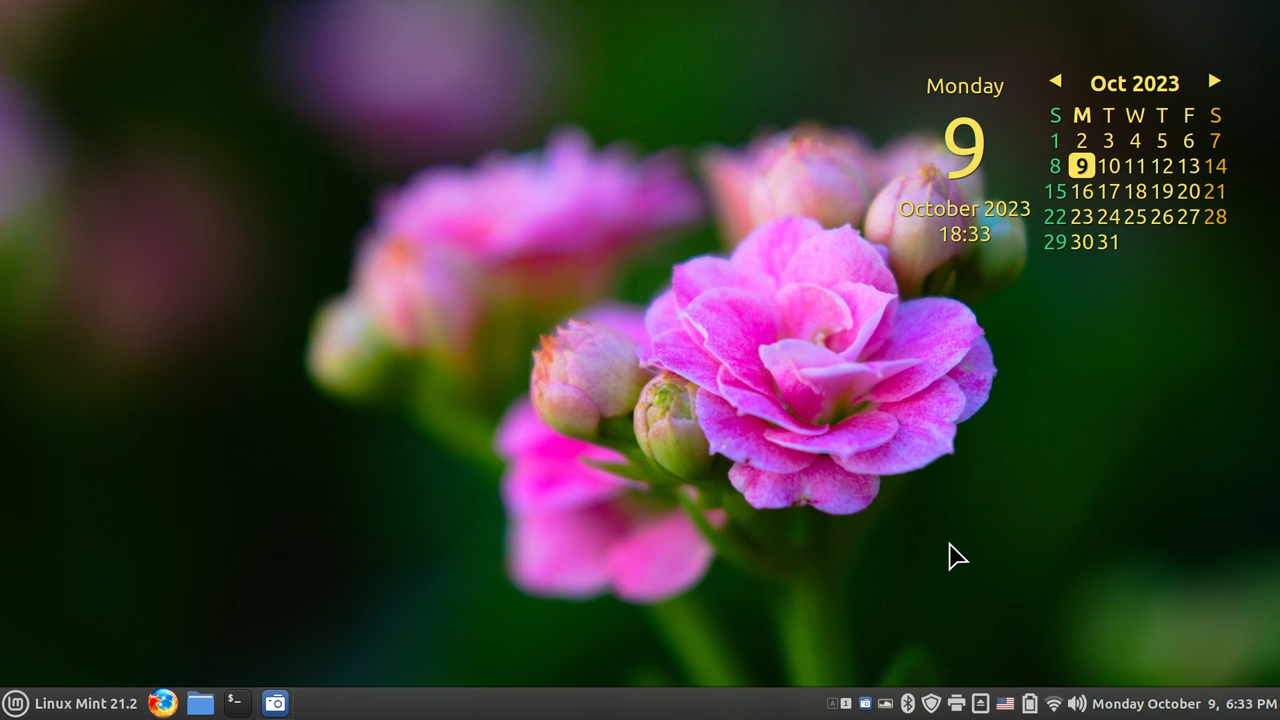 Monday
9
October 2023
18:33
Oct 2023
S M T W T F S
1 2 3 4 5 6 7
8 9 10 11 12 13 14
15 16 17 18 19 20 21
22 23 24 25 26 27 28
29 30 31
Linux Mint 21.2
$_
A 1
Monday October 9, 6:33 PM